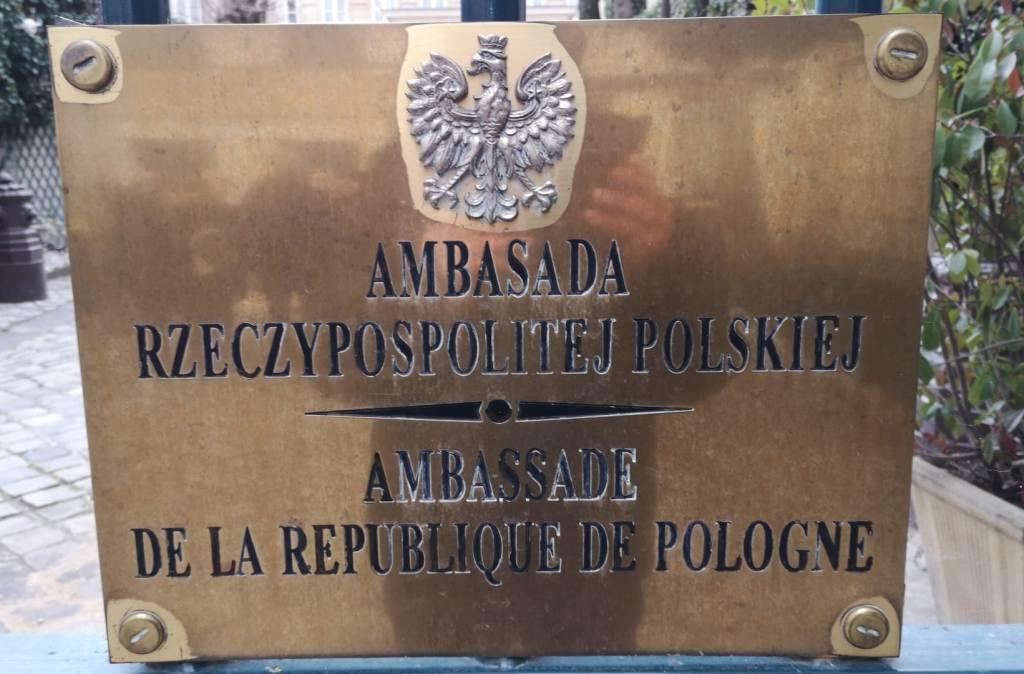 AMBASADA
RZECZYPOSPOLITEJ POLSKIEJ
AMBASSADE
DE LA REPUBLIQUE DE POLOGNE